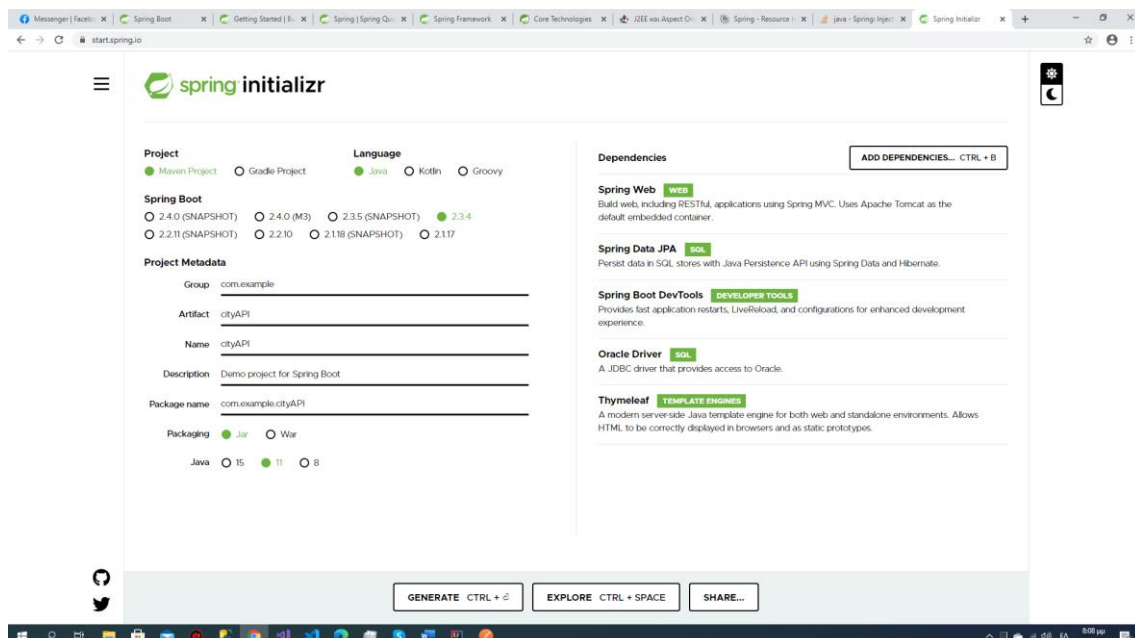 Messenger | Facebo
Spring Boot
Getting Started | Bu
Spring | Spring Qui
Spring Framework
Core Technologies
J2EE και Aspect Ori
Spring - Resource I
java - Spring: Inject
Spring Initializr
start.spring.io
spring initializr
Project
Maven Project Gradle Project
Language
Java Kotlin Groovy
Spring Boot
2.4.0 (SNAPSHOT) 2.4.0 (M3) 2.3.5 (SNAPSHOT) 2.3.4
2.2.11 (SNAPSHOT) 2.2.10 2.1.18 (SNAPSHOT) 2.1.17
Project Metadata
Group com.example
Artifact cityAPI
Name cityAPI
Description Demo project for Spring Boot
Package name com.example.cityAPI
Packaging Jar War
Java 15 11 8
Dependencies
ADD DEPENDENCIES... CTRL + B
Spring Web WEB
Build web, including RESTful, applications using Spring MVC. Uses Apache Tomcat as the
default embedded container.
Spring Data JPA SQL
Persist data in SQL stores with Java Persistence API using Spring Data and Hibernate.
Spring Boot DevTools DEVELOPER TOOLS
Provides fast application restarts, LiveReload, and configurations for enhanced development
experience.
Oracle Driver SQL
A JDBC driver that provides access to Oracle.
Thymeleaf TEMPLATE ENGINES
A modern server-side Java template engine for both web and standalone environments. Allows
HTML to be correctly displayed in browsers and as static prototypes.
GENERATE CTRL + ⏎
EXPLORE CTRL + SPACE
SHARE...
ΕΛ
6:08 μμ